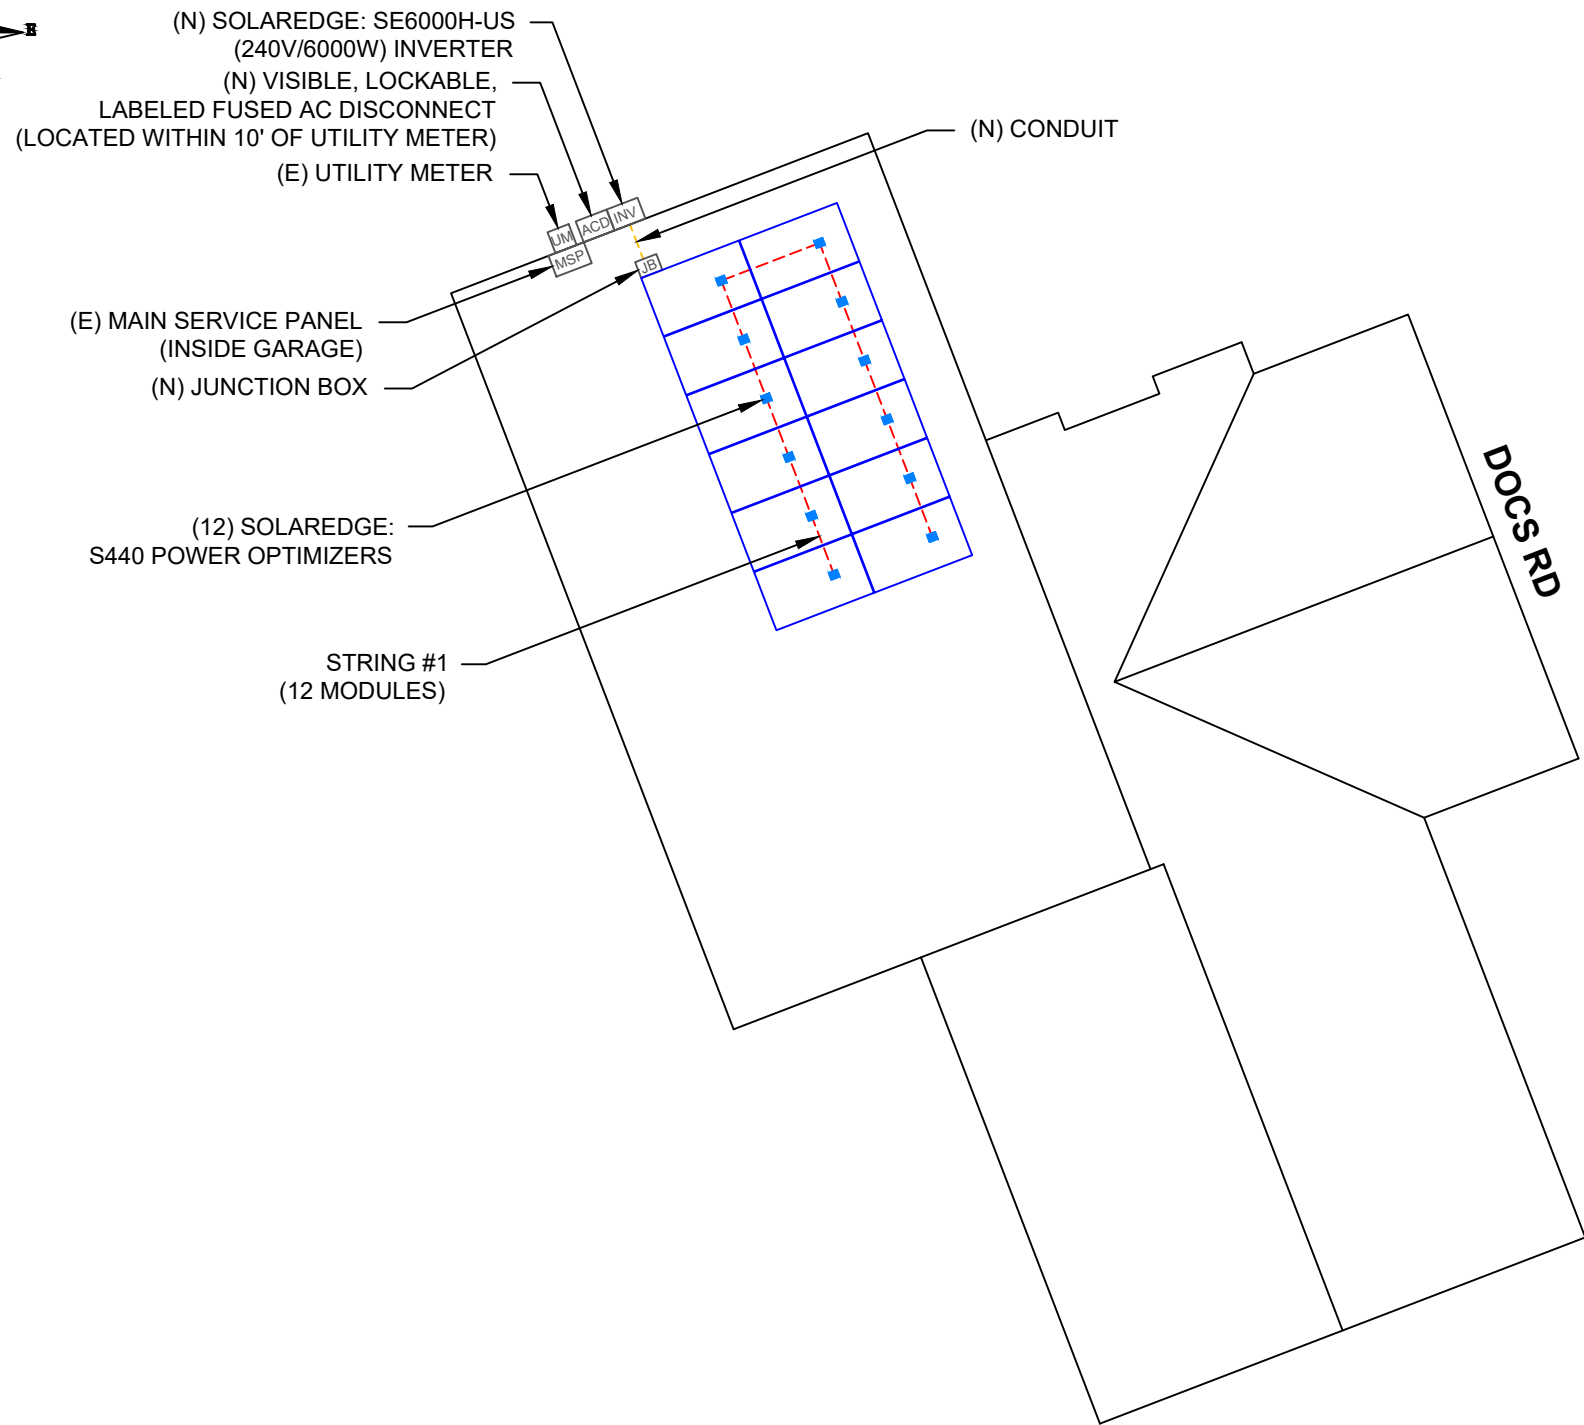 (N) SOLAREDGE: SE6000H-US
(240V/6000W) INVERTER
(N) VISIBLE, LOCKABLE,
LABELED FUSED AC DISCONNECT
(LOCATED WITHIN 10' OF UTILITY METER)
(E) UTILITY METER
(N) CONDUIT
INV
ACD
UM
MSP
JB
(E) MAIN SERVICE PANEL
(INSIDE GARAGE)
(N) JUNCTION BOX
(12) SOLAREDGE:
S440 POWER OPTIMIZERS
STRING #1
(12 MODULES)
DOCS RD